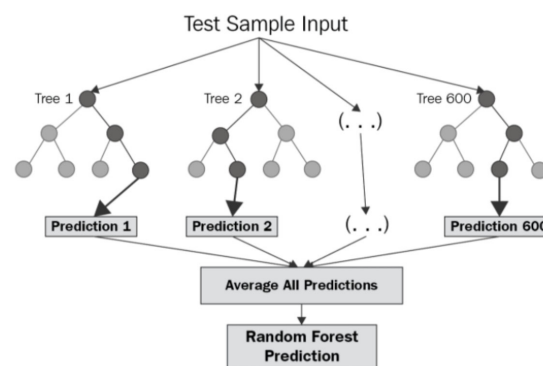 Test Sample Input
Tree 1
Tree 2
Tree 600
(. . .)
Prediction 1
Prediction 2
(. . .)
Prediction 600
Average All Predictions
Random Forest
Prediction